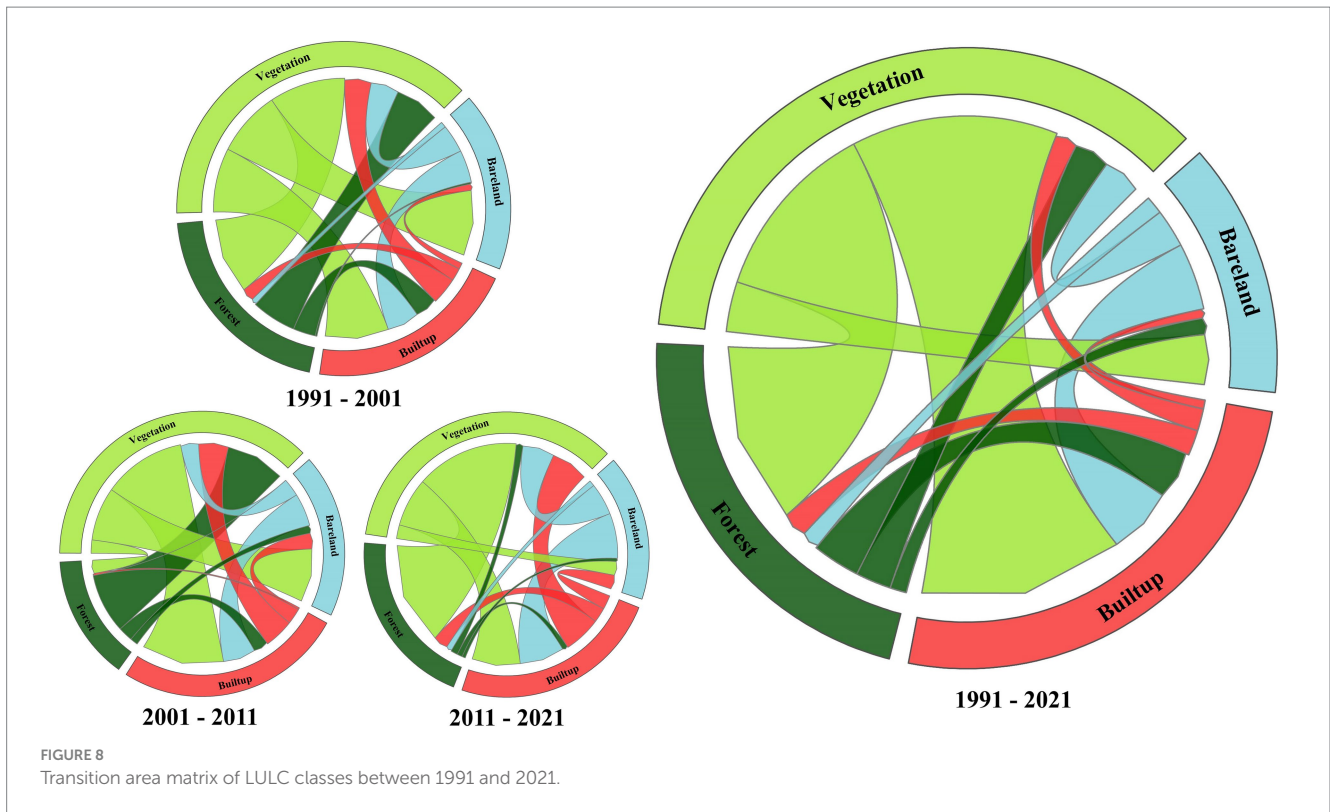 Vegetation
Bareland
Forest
Builtup
1991 - 2001
Vegetation
Bareland
Forest
Builtup
2001 - 2011
Vegetation
Bareland
Forest
Builtup
2011 - 2021
Vegetation
Bareland
Forest
Builtup
1991 - 2021
FIGURE 8
Transition area matrix of LULC classes between 1991 and 2021.